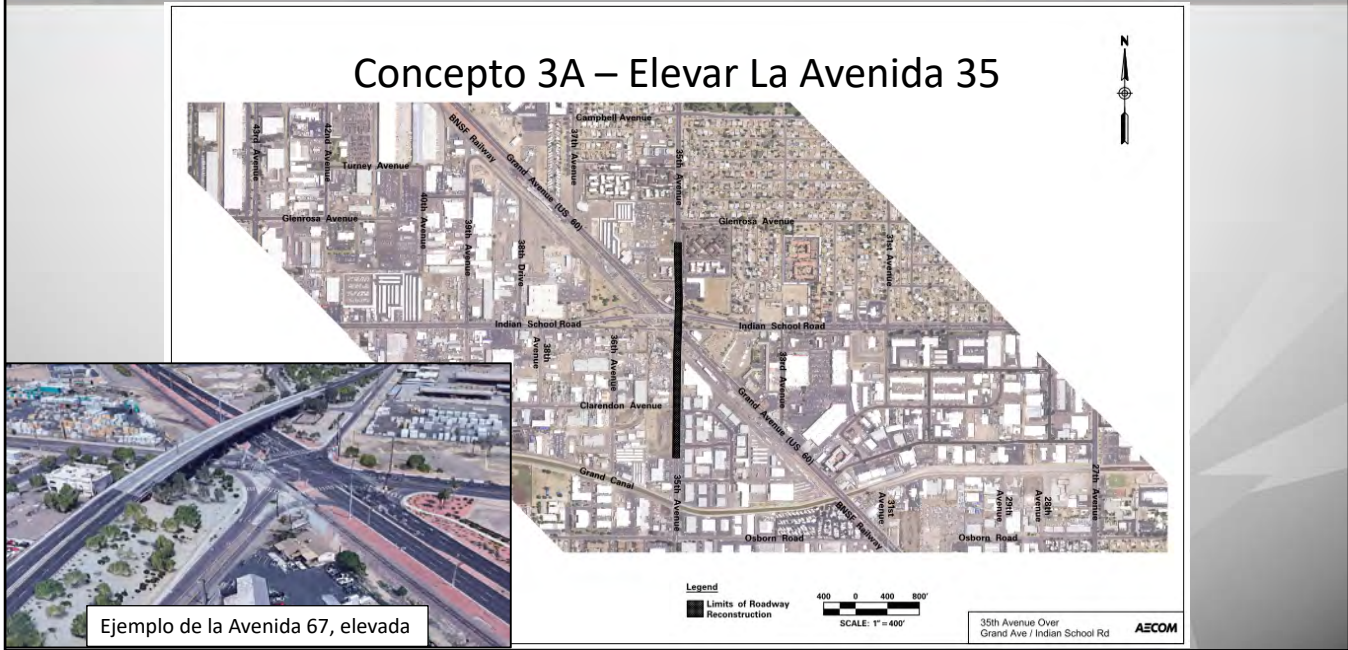 Concepto 3A – Elevar La Avenida 35
N
Campbell Avenue
BNSF Railway
Grand Avenue (US 60)
43rd Avenue
42nd Avenue
37th Avenue
35th Avenue
Turney Avenue
40th Avenue
39th Avenue
Glenrosa Avenue
Glenrosa Avenue
38th Drive
31st Avenue
Indian School Road
Indian School Road
38th Avenue
36th Avenue
33rd Avenue
Clarendon Avenue
Grand Avenue (US 60)
Grand Canal
35th Avenue
BNSF Railway
31st Avenue
29th Avenue
28th Avenue
27th Avenue
Osborn Road
Osborn Road
Legend
Limits of Roadway
Reconstruction
400 0 400 800'
SCALE: 1" = 400'
35th Avenue Over
Grand Ave / Indian School Rd
AECOM
Ejemplo de la Avenida 67, elevada